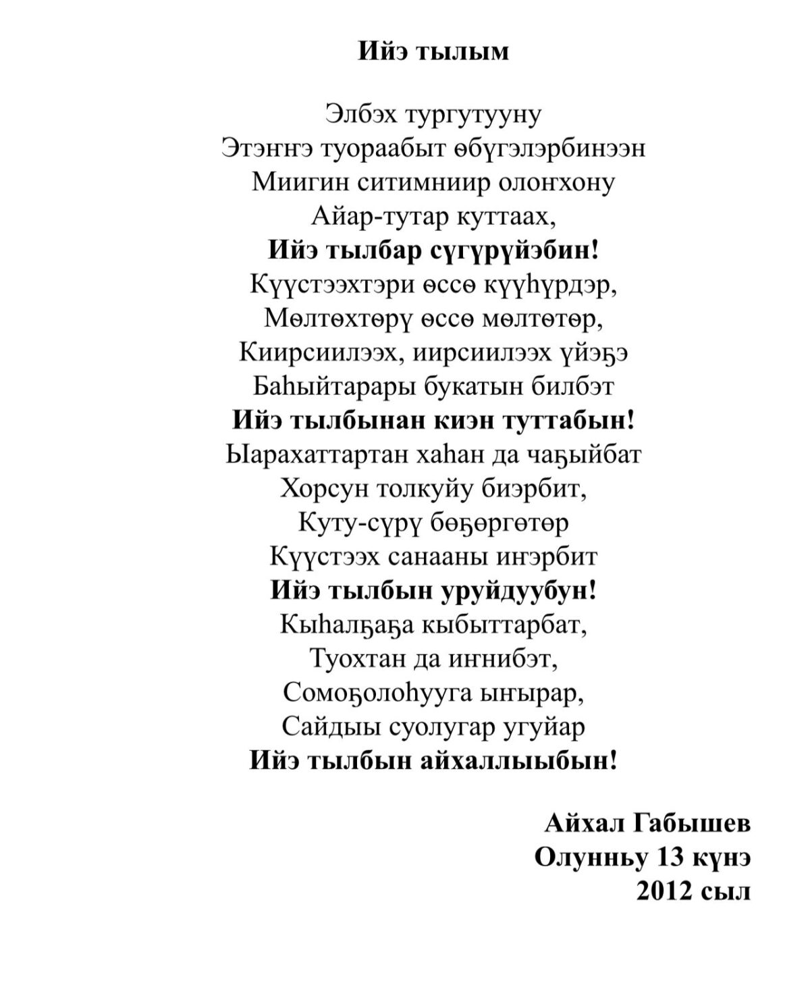 Ийэ тылым
Элбэх тургутууну
Этэҥҥэ туораабыт өбүгэлэрбинээн
Миигин ситимниир олоҥхону
Айар-тутар куттаах,
Ийэ тылбар сүгүрүйэбин!
Күүстээхтэри өссө күүһүрдэр,
Мөлтөхтөрү өссө мөлтөтөр,
Киирсиилээх, иирсиилээх үйэҕэ
Баһыйтарары букатын билбэт
Ийэ тылбынан киэн туттабын!
Ыарахаттартан хаһан да чаҕыйбат
Хорсун толкуйу биэрбит,
Куту-сүрү бөҕөргөтөр
Күүстээх санааны иҥэрбит
Ийэ тылбын уруйдуубун!
Кыһалҕаҕа кыбыттарбат,
Туохтан да иҥнибэт,
Сомоҕолоһууга ыҥырар,
Сайдыы суолугар угуйар
Ийэ тылбын айхаллыыбын!
Айхал Габышев
Олунньу 13 күнэ
2012 сыл